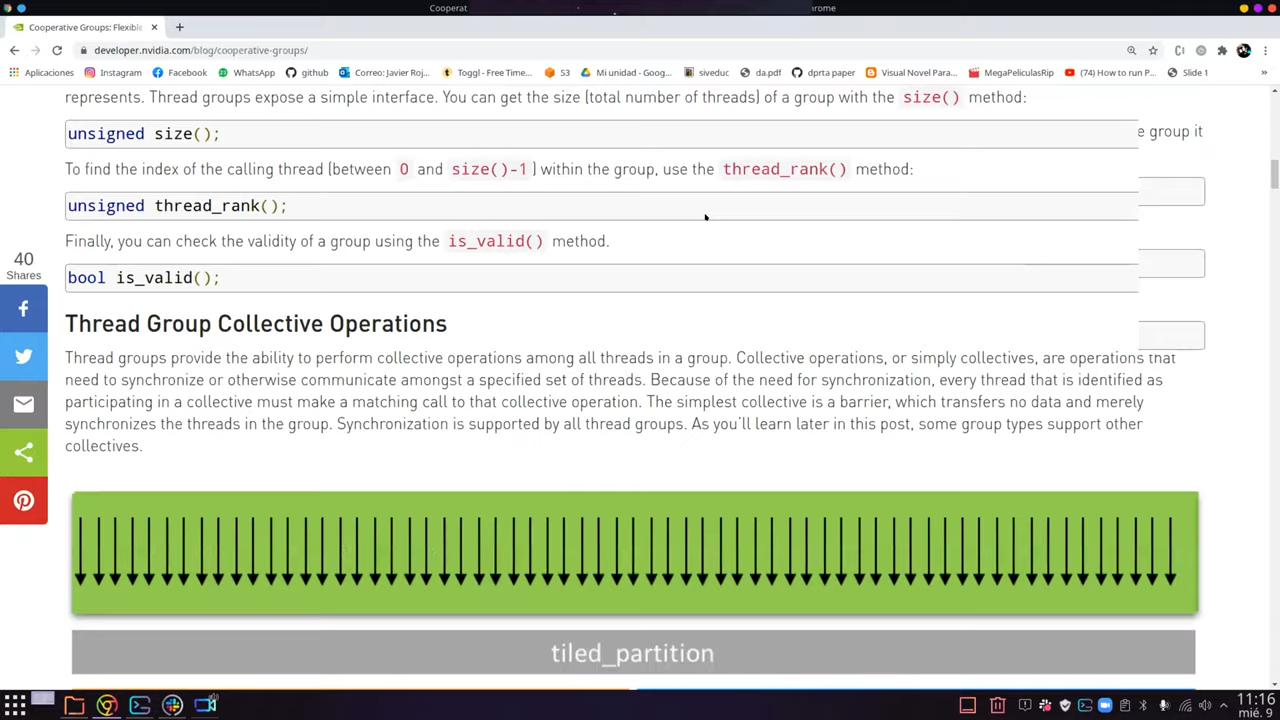 Cooperat
hrome
Cooperative Groups: Flexible
developer.nvidia.com/blog/cooperative-groups/
Aplicaciones Instagram Facebook WhatsApp github Correo: Javier Roj... Toggl - Free Time... S3 Mi unidad - Goog... siveduc da.pdf dprta paper Visual Novel Para... MegaPeliculasRip (74) How to run P... Slide 1 »
represents. Thread groups expose a simple interface. You can get the size (total number of threads) of a group with the size() method:
e group it
unsigned size();
To find the index of the calling thread (between 0 and size()-1) within the group, use the thread_rank() method:
unsigned thread_rank();
Finally, you can check the validity of a group using the is_valid() method.
bool is_valid();
40
Shares
Thread Group Collective Operations
Thread groups provide the ability to perform collective operations among all threads in a group. Collective operations, or simply collectives, are operations that
need to synchronize or otherwise communicate amongst a specified set of threads. Because of the need for synchronization, every thread that is identified as
participating in a collective must make a matching call to that collective operation. The simplest collective is a barrier, which transfers no data and merely
synchronizes the threads in the group. Synchronization is supported by all thread groups. As you'll learn later in this post, some group types support other
collectives.
tiled_partition
11:16
mié. 9